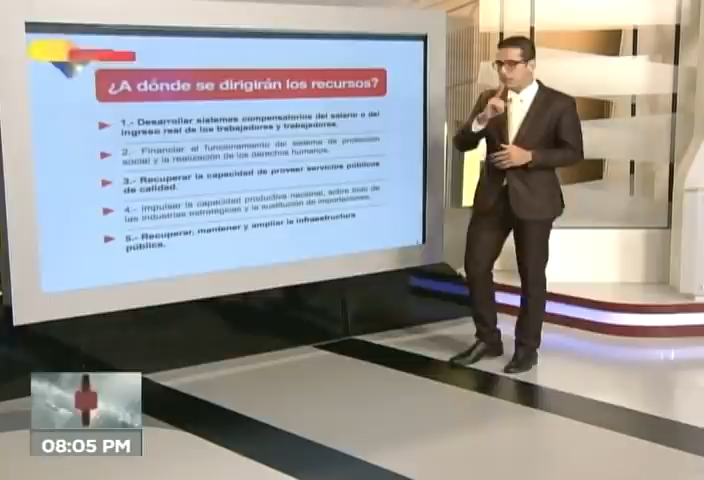 ¿A dónde se dirigirán los recursos?
1.- Desarrollar sistemas compensatorios del salario o del
ingreso real de los trabajadores y trabajadoras.
2.- Financiar el funcionamiento del sistema de protección
social y la realización de los derechos humanos.
3.- Recuperar la capacidad de proveer servicios públicos
de calidad.
4.- Impulsar la capacidad productiva nacional, sobre todo de
las industrias estratégicas y la sustitución de importaciones.
5.- Recuperar, mantener y ampliar la infraestructura
pública.
08:05 PM